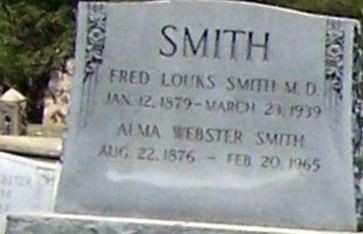 SMITH
FRED LOUKS SMITH M.D.
JAN. 12, 1879 – MARCH 23, 1939
ALMA WEBSTER SMITH
AUG. 22, 1876 – FEB. 20, 1965